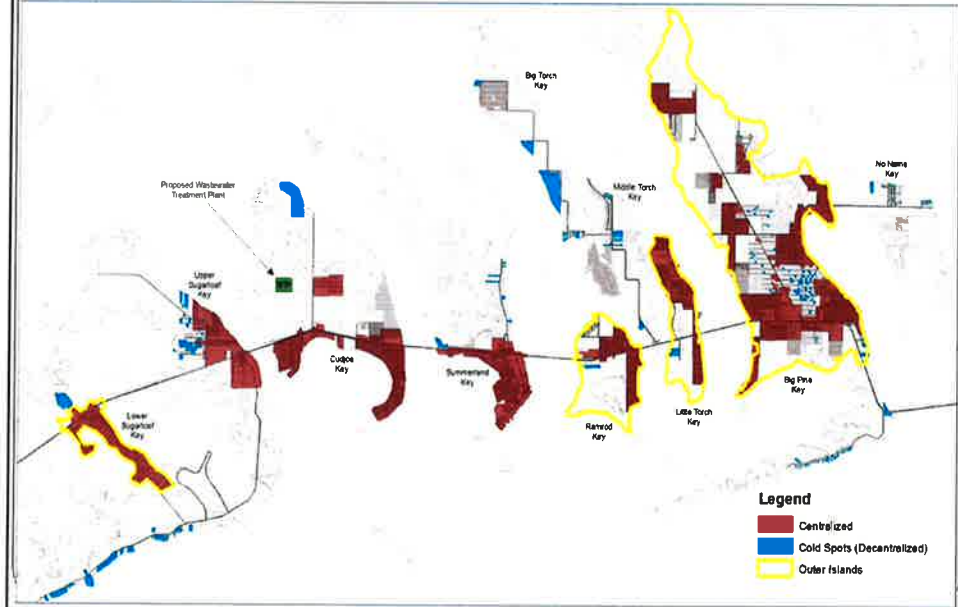 Big Torch
Key
No Name
Key
Proposed Wastewater
Treatment Plant
Middle Torch
Key
Upper
Sugarloaf
Key
Cudjoe
Key
Summerland
Key
Big Pine
Key
Little Torch
Key
Ramrod
Key
Lower
Sugarloaf
Key
Legend
Centralized
Cold Spots (Decentralized)
Outer Islands